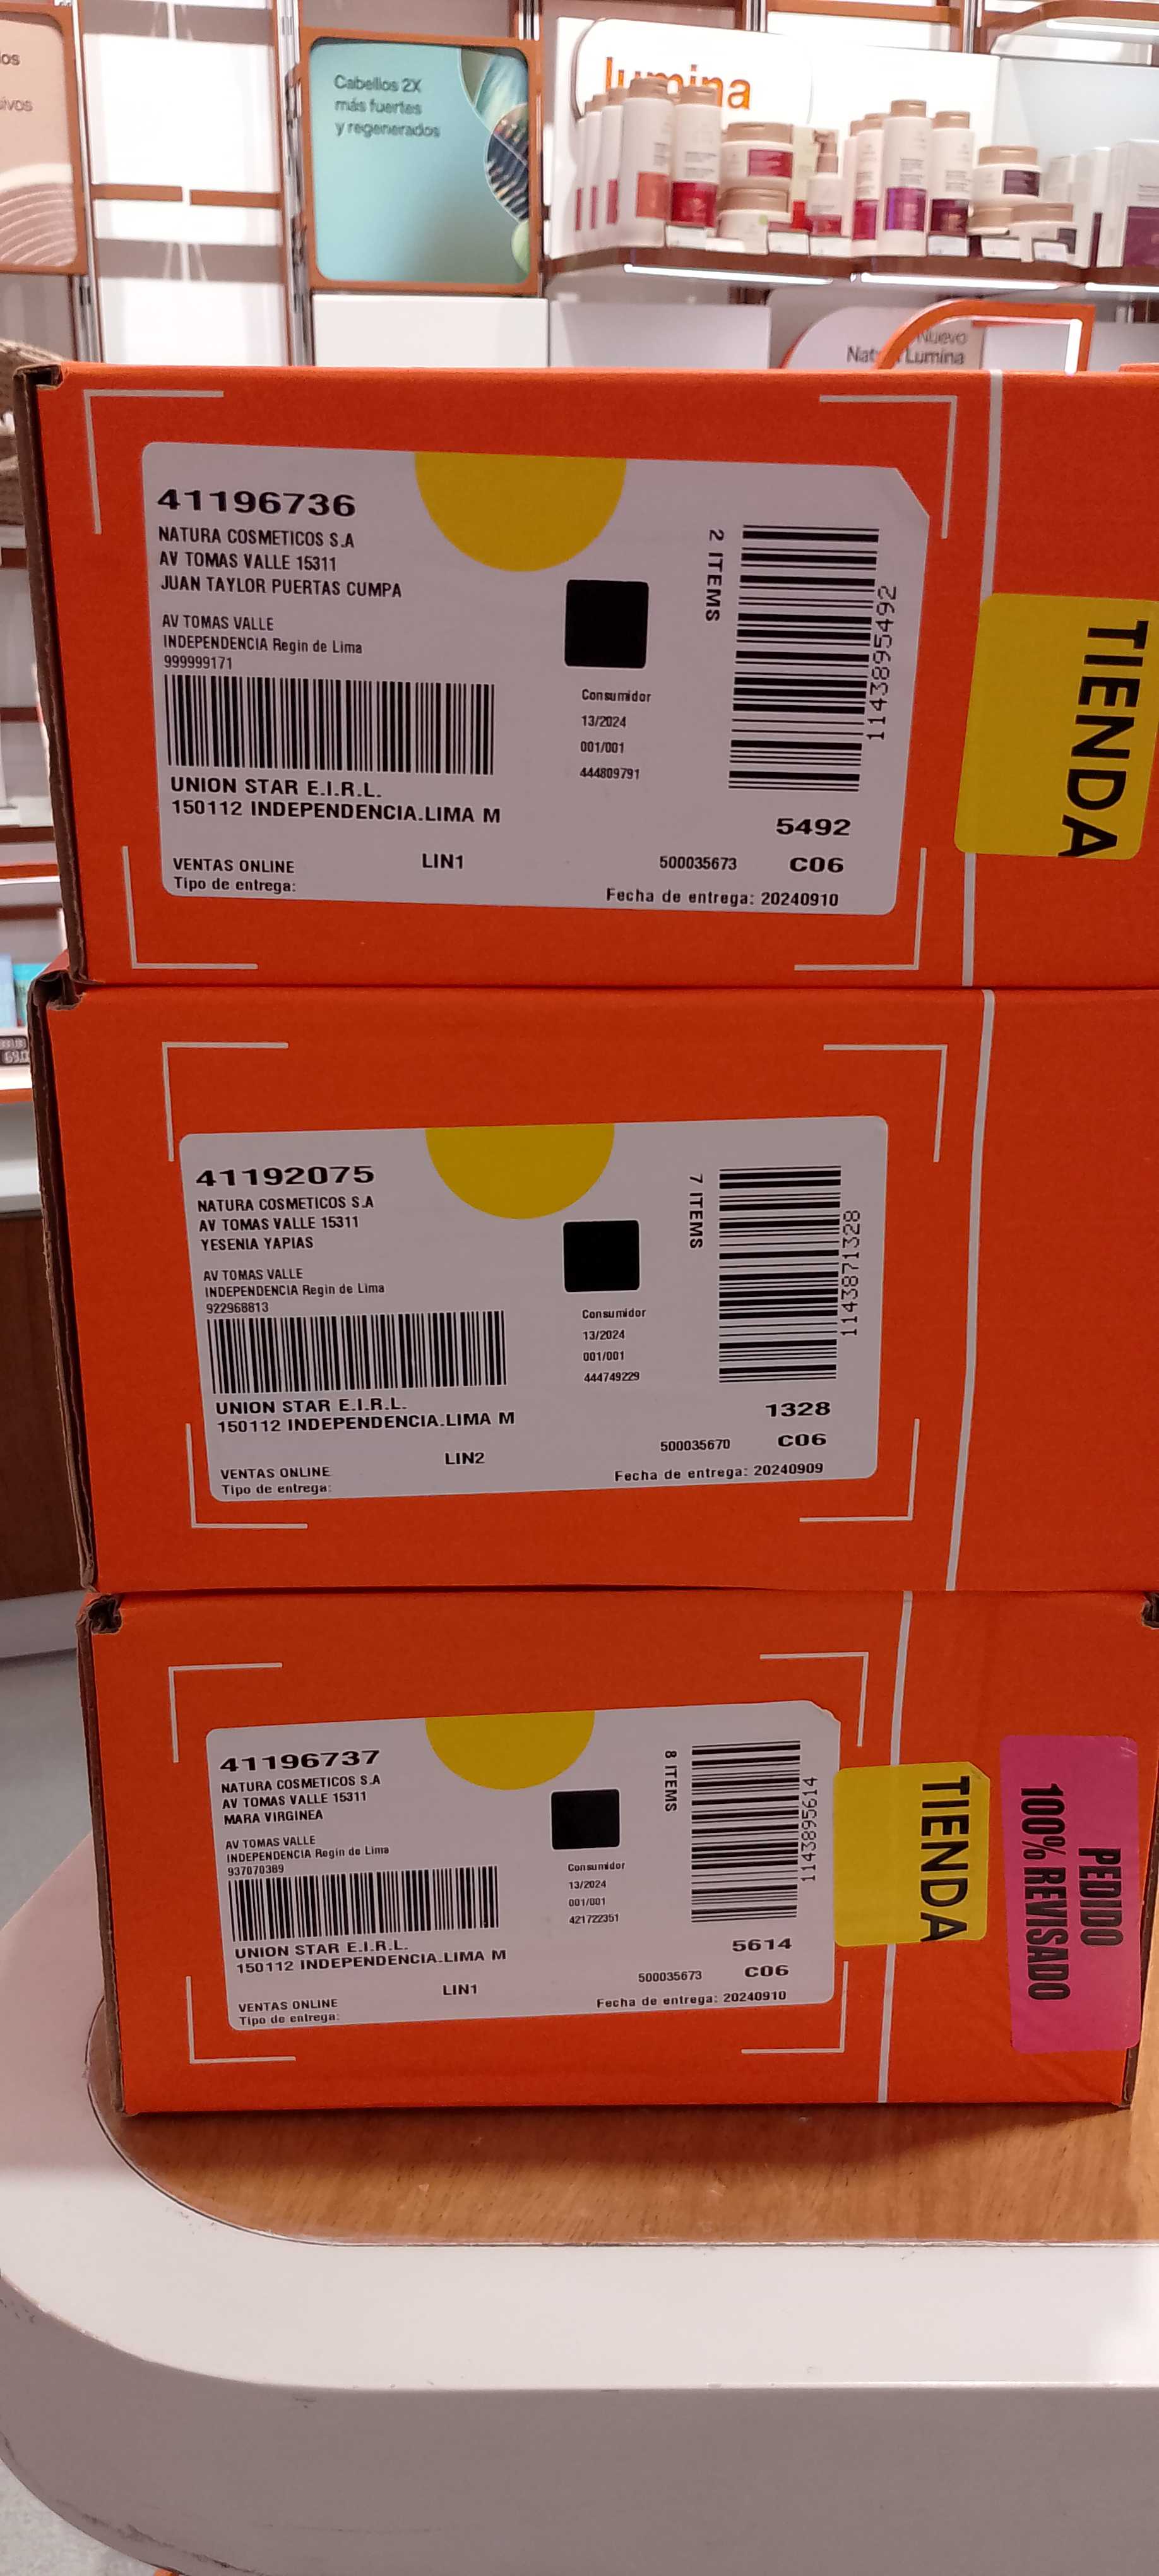 Cabellos 2X
más fuertes
y regenerados
lumina
Nuevo
Lumina
41196736
NATURA COSMETICOS S.A
AV TOMAS VALLE 15311
JUAN TAYLOR PUERTAS CUMPA
AV TOMAS VALLE
INDEPENDENCIA Regin de Lima
999999171
UNION STAR E.I.R.L.
150112 INDEPENDENCIA.LIMA M
VENTAS ONLINE
LIN1
Tipo de entrega:
2 ITEMS
1143895492
Consumidor
13/2024
001/001
444809791
5492
500035673 C06
Fecha de entrega: 20240910
TIENDA
41192075
NATURA COSMETICOS S.A
AV TOMAS VALLE 15311
YESENIA YAPIAS
AV TOMAS VALLE
INDEPENDENCIA Regin de Lima
922968813
UNION STAR E.I.R.L.
150112 INDEPENDENCIA.LIMA M
LIN2
VENTAS ONLINE
Tipo de entrega:
7 ITEMS
1143871328
Consumidor
13/2024
001/001
444749229
1328
500035670 C06
Fecha de entrega: 20240909
41196737
NATURA COSMETICOS S.A
AV TOMAS VALLE 15311
MARA VIRGINEA
AV TOMAS VALLE
INDEPENDENCIA Regin de Lima
937070389
UNION STAR E.I.R.L.
150112 INDEPENDENCIA.LIMA M
LIN1
VENTAS ONLINE
Tipo de entrega:
8 ITEMS
1143895614
Consumidor
13/2024
001/001
421722351
5614
500035673 C06
Fecha de entrega: 20240910
TIENDA
PEDIDO
100% REVISADO